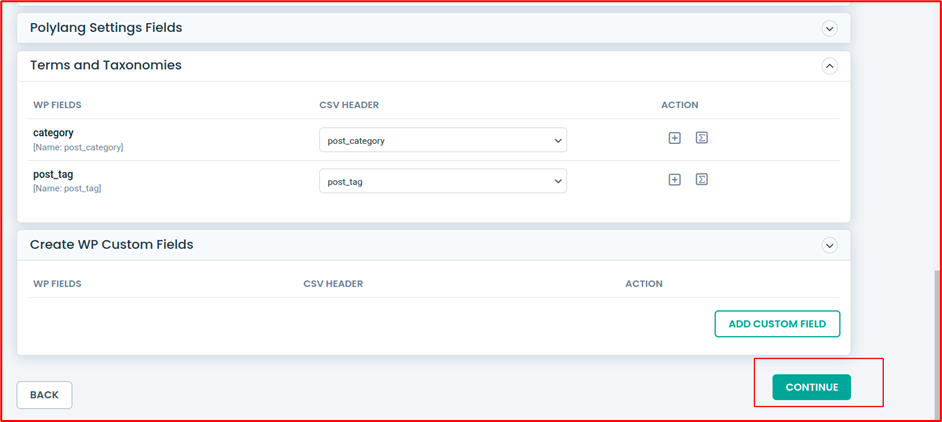 Polylang Settings Fields
Terms and Taxonomies
WP FIELDS CSV HEADER ACTION
category
[Name: post_category]
post_category
post_tag
[Name: post_tag]
post_tag
Create WP Custom Fields
WP FIELDS CSV HEADER ACTION
ADD CUSTOM FIELD
BACK
CONTINUE